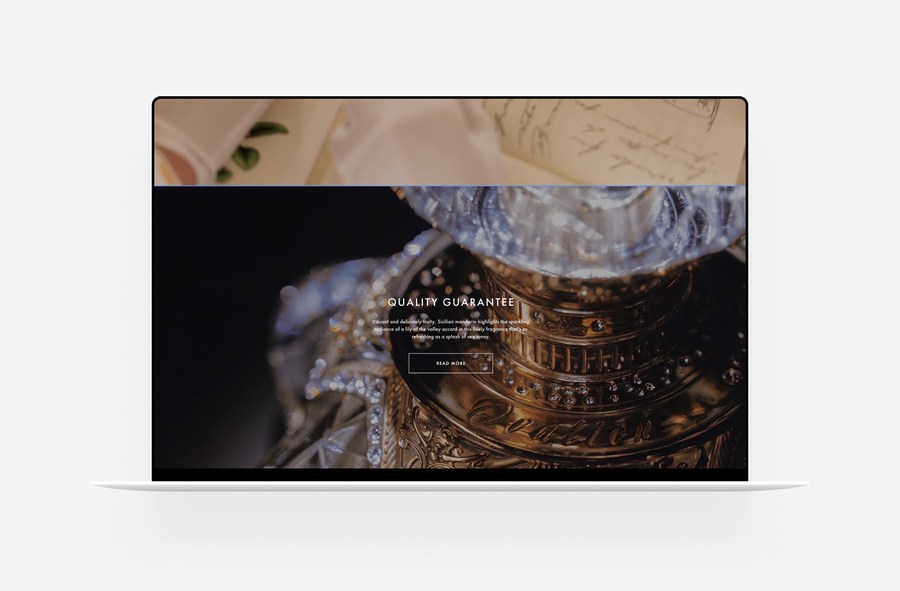 QUALITY GUARANTEE
Vibrant and delicately fruity, Sicilian mandarin highlights the sparkling
radiance of a lily of the valley accord in this lively fragrance that's as
refreshing as a splash of sea spray.
READ MORE
Ovation